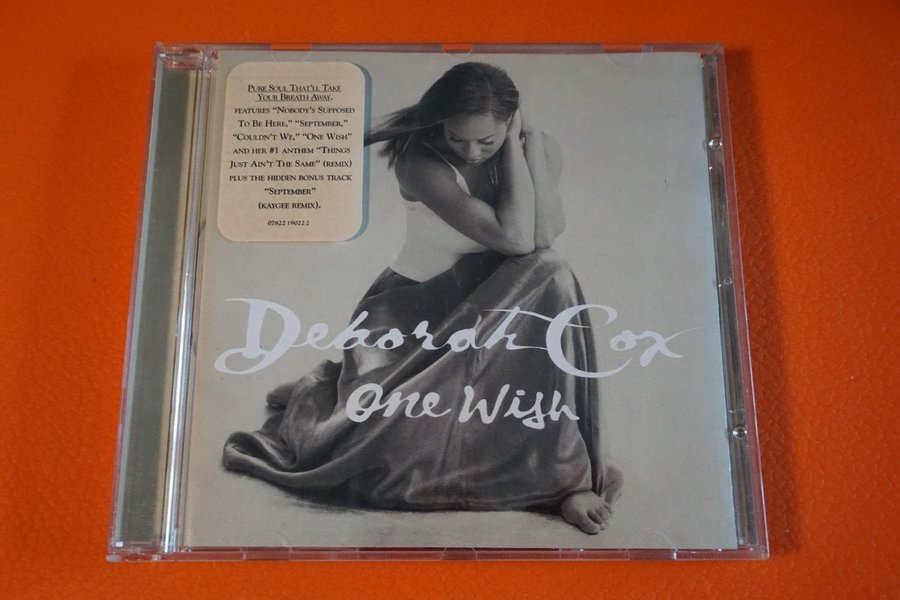 Pure Soul That'll Take
Your Breath Away.
features "Nobody's Supposed
To Be Here," "September,"
"Couldn't We," "One Wish"
and her #1 anthem "Things
Just Ain't The Same" (remix)
plus the hidden bonus track
"September"
(kaygee remix).
07822 19022 2
Deborah Cox
One Wish